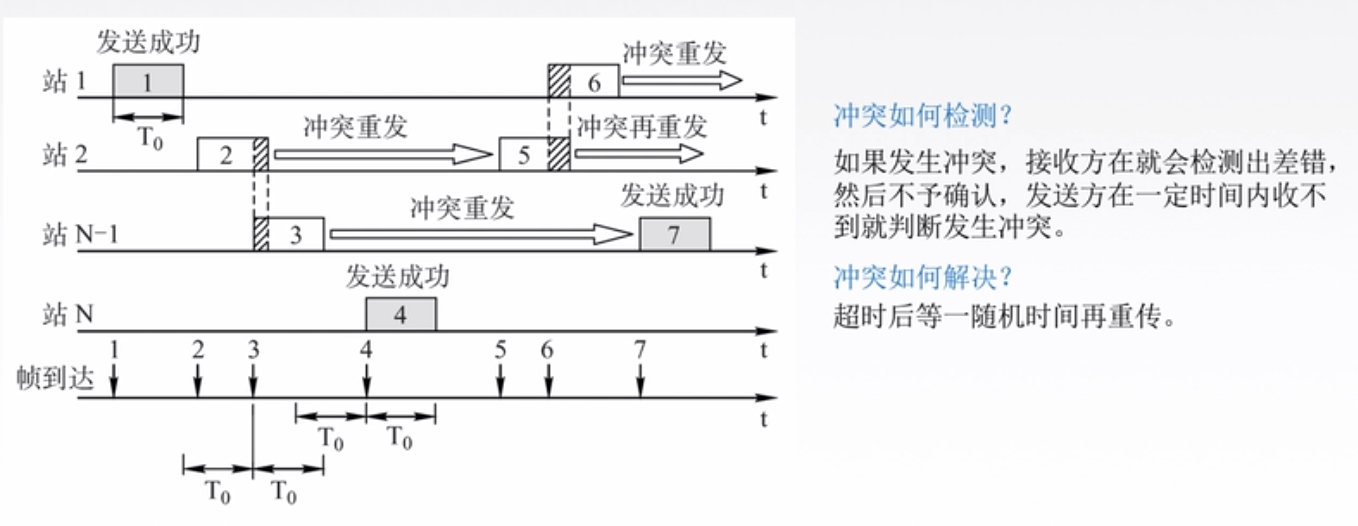 发送成功
站 1
1
6
冲突重发
t
T0
站 2
2
冲突重发
5
冲突再重发
t
站 N-1
3
冲突重发
发送成功
7
t
发送成功
站 N
4
t
1 2 3 4 5 6 7
帧到达
t
T0 T0
T0 T0
冲突如何检测？
如果发生冲突，接收方在就会检测出差错，
然后不予确认，发送方在一定时间内收不
到就判断发生冲突。
冲突如何解决？
超时后等一随机时间再重传。